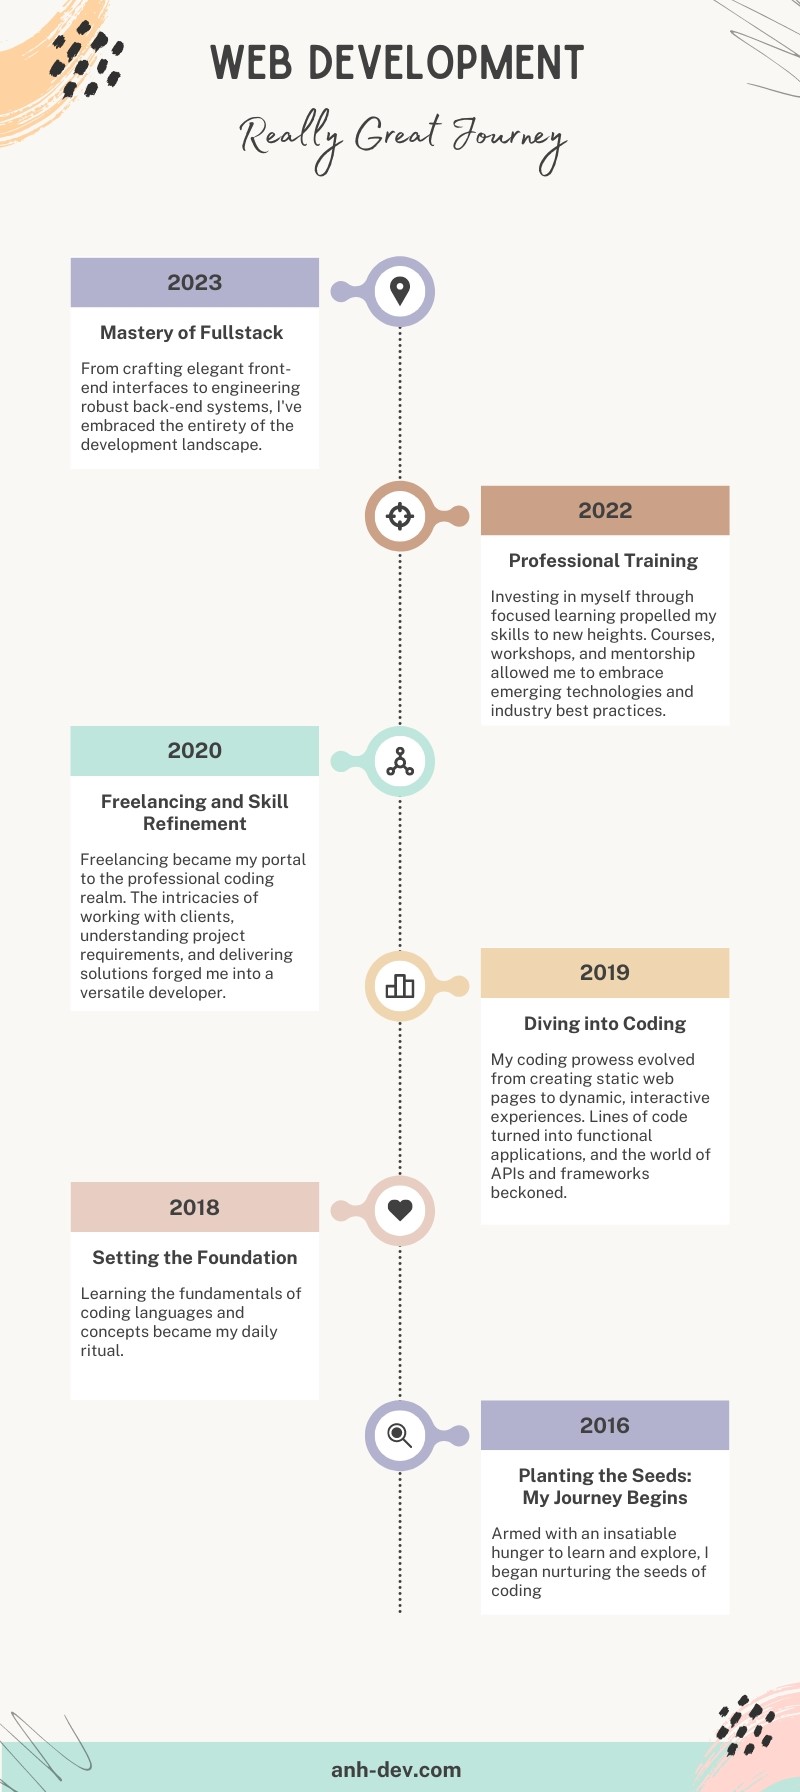 WEB DEVELOPMENT
Really Great Journey
2023
Mastery of Fullstack
From crafting elegant front-
end interfaces to engineering
robust back-end systems, I've
embraced the entirety of the
development landscape.
2022
Professional Training
Investing in myself through
focused learning propelled my
skills to new heights. Courses,
workshops, and mentorship
allowed me to embrace
emerging technologies and
industry best practices.
2020
Freelancing and Skill
Refinement
Freelancing became my portal
to the professional coding
realm. The intricacies of
working with clients,
understanding project
requirements, and delivering
solutions forged me into a
versatile developer.
2019
Diving into Coding
My coding prowess evolved
from creating static web
pages to dynamic, interactive
experiences. Lines of code
turned into functional
applications, and the world of
APIs and frameworks
beckoned.
2018
Setting the Foundation
Learning the fundamentals of
coding languages and
concepts became my daily
ritual.
2016
Planting the Seeds:
My Journey Begins
Armed with an insatiable
hunger to learn and explore, I
began nurturing the seeds of
coding
anh-dev.com